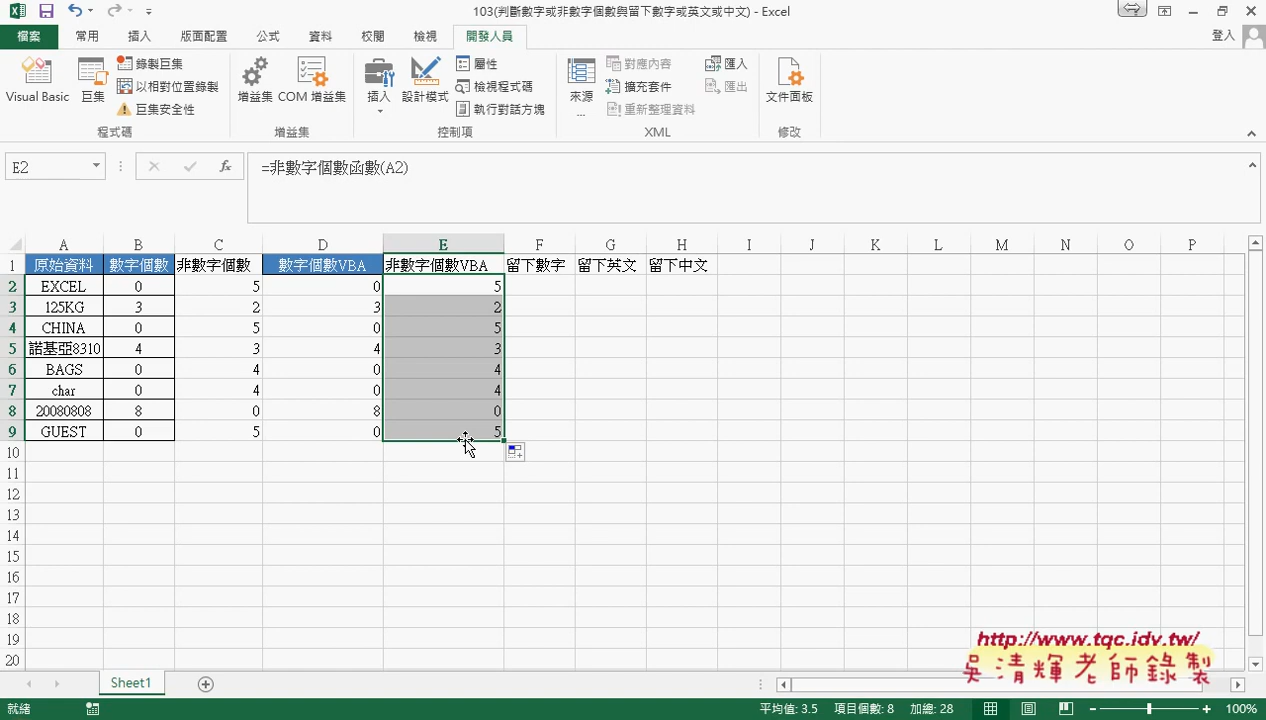 103(判斷數字或非數字個數與留下數字或英文或中文) - Excel
檔案 常用 插入 版面配置 公式 資料 校閱 檢視 開發人員 登入
Visual Basic 巨集 錄製巨集 以相對位置錄製 巨集安全性 程式碼
增益集 COM 增益集 增益集
插入 設計模式 屬性 檢視程式碼 執行對話方塊 控制項
來源 ... 對應內容 擴充套件 重新整理資料 匯入 匯出 XML
文件面板 修改
E2 fx =非數字個數函數(A2)
A B C D E F G H I J K L M N O P
1 原始資料 數字個數 非數字個數 數字個數VBA 非數字個數VBA 留下數字 留下英文 留下中文
2 EXCEL 0 5 0 5
3 125KG 3 2 3 2
4 CHINA 0 5 0 5
5 諾基亞8310 4 3 4 3
6 BAGS 0 4 0 4
7 char 0 4 0 4
8 20080808 8 0 8 0
9 GUEST 0 5 0 5
10
11
12
13
14
15
16
17
18
19
20
http://www.tqc.idv.tw/
吳清輝老師錄製
Sheet1
就緒 平均值: 3.5 項目個數: 8 加總: 28 100%